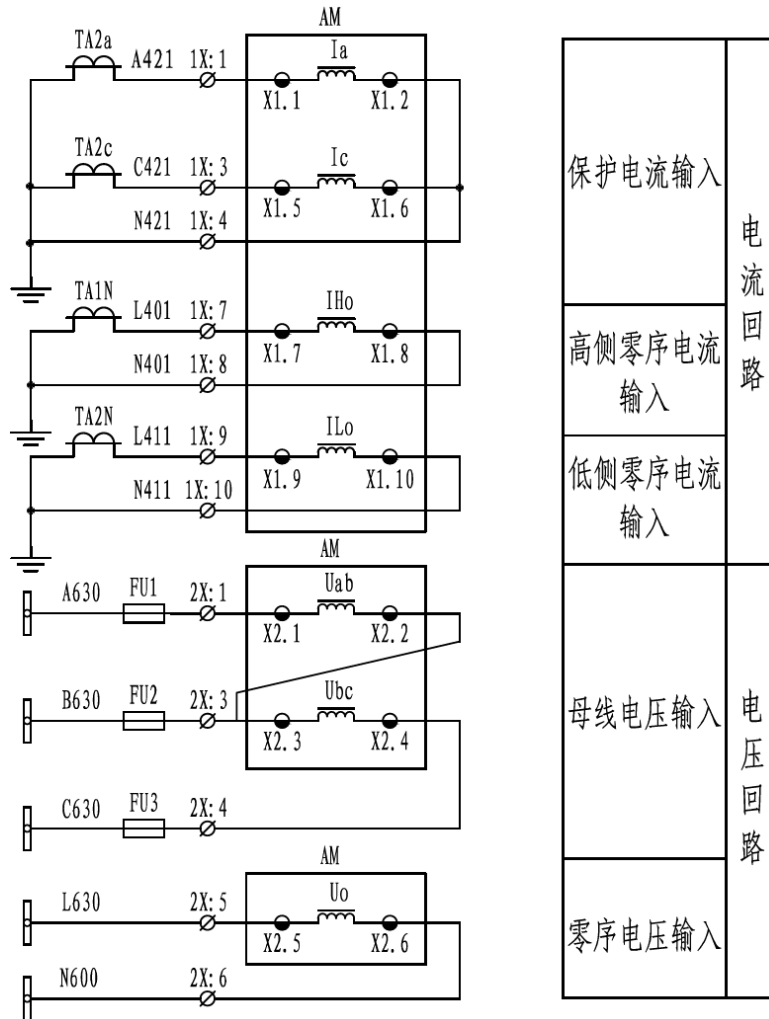 AM
TA2a
A421 1X:1
Ia
X1.1
X1.2
TA2c
C421 1X:3
Ic
X1.5
X1.6
N421 1X:4
TA1N
L401 1X:7
IHo
X1.7
X1.8
N401 1X:8
TA2N
L411 1X:9
ILo
X1.9
X1.10
N411 1X:10
AM
A630
FU1
2X:1
Uab
X2.1
X2.2
B630
FU2
2X:3
Ubc
X2.3
X2.4
C630
FU3
2X:4
AM
L630
2X:5
Uo
X2.5
X2.6
N600
2X:6
保护电流输入
高侧零序电流
输入
低侧零序电流
输入
电流回路
母线电压输入
零序电压输入
电压回路